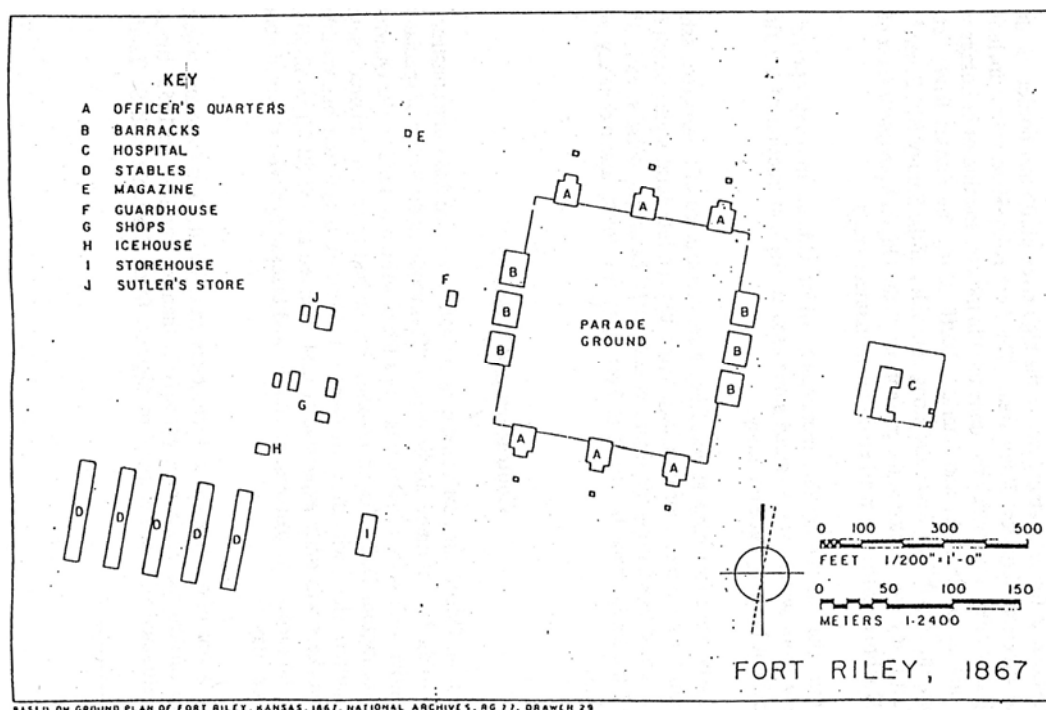 KEY
A OFFICER'S QUARTERS
B BARRACKS
C HOSPITAL
D STABLES
E MAGAZINE
F GUARDHOUSE
G SHOPS
H ICEHOUSE
I STOREHOUSE
J SUTLER'S STORE
E
A
A
A
B
B
B
F
J
PARADE
GROUND
B
B
B
C
G
H
A
A
A
D
D
D
D
D
I
0 100 300 500
FEET 1/200"=1'-0"
0 50 100 150
METERS 1-2400
FORT RILEY, 1867
BASED ON GROUND PLAN OF FORT RILEY, KANSAS, 1867, NATIONAL ARCHIVES, RG 77, DRAWER 29